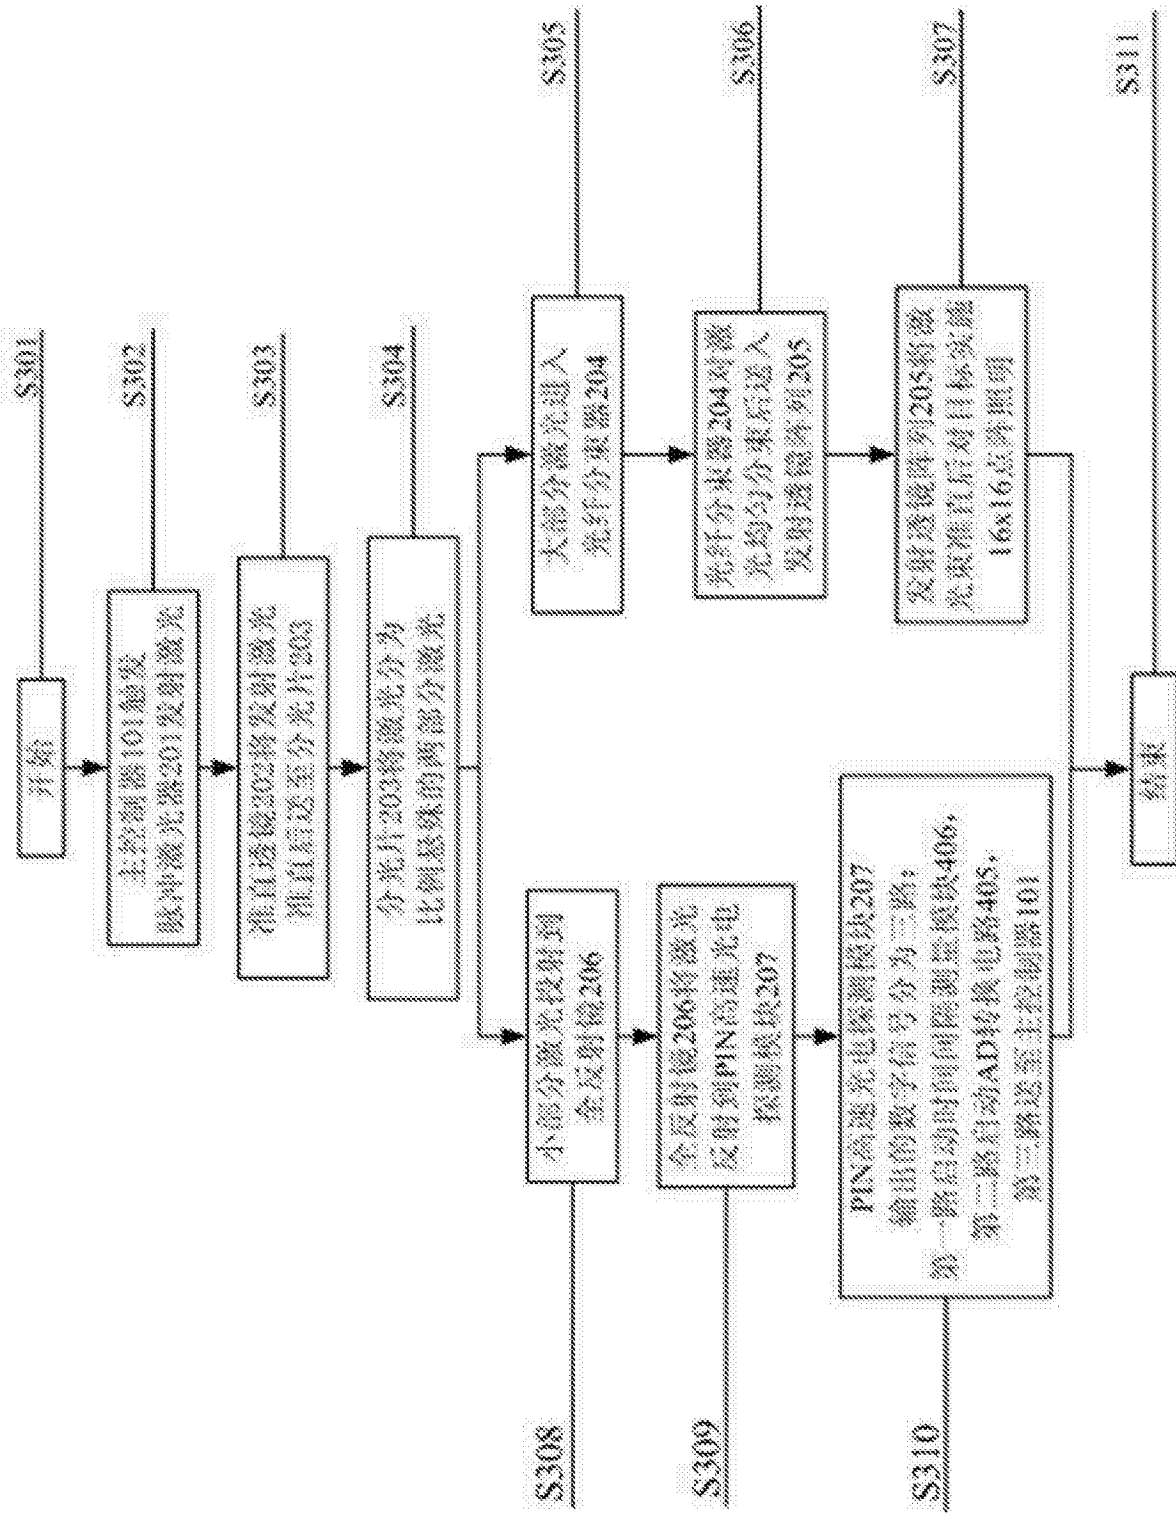 开始
S301
主控制器101触发
脉冲激光器201发射激光
S302
准直透镜202将发射激光
准直后送至分光片203
S303
分光片203将激光分为
比例悬殊的两部分激光
S304
S308
小部分激光投射到
全反射镜206
大部分激光进入
光纤分束器204
S305
S309
全反射镜206将激光
反射到PIN高速光电
探测模块207
光纤分束器204对激
光均匀分束后送入
发射透镜阵列205
S306
S310
PIN高速光电探测模块207
输出的数字信号分为三路;
第一路启动时间间隔测量模块406,
第二路启动AD转换电路405,
第三路送至主控制器101
发射透镜阵列205将激
光束准直后对目标实施
16x16点阵照明
S307
结束
S311